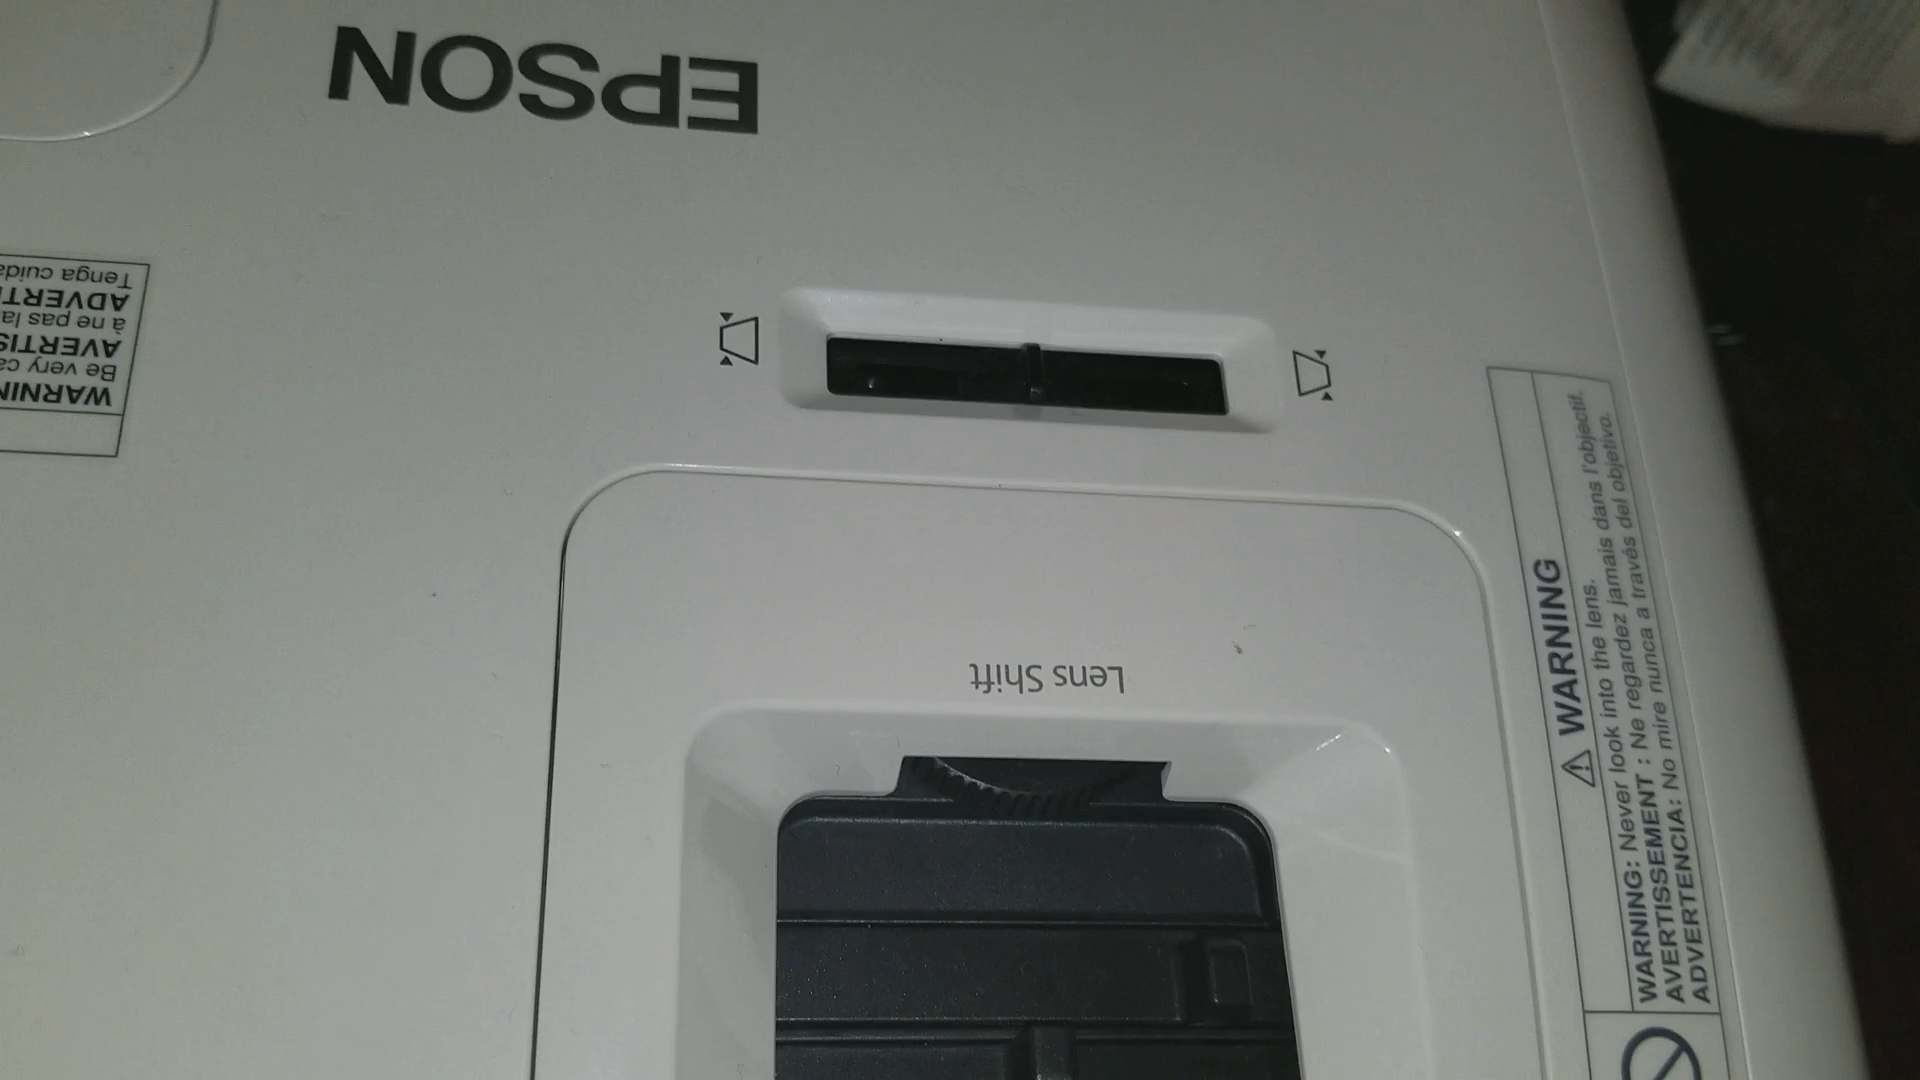 EPSON
WARNIN
Be very ca
AVERTIS
à ne pas la
ADVERT
Tenga cuida
Lens Shift
⚠ WARNING
WARNING: Never look into the lens.
AVERTISSEMENT : Ne regardez jamais dans l'objectif.
ADVERTENCIA: No mire nunca a través del objetivo.